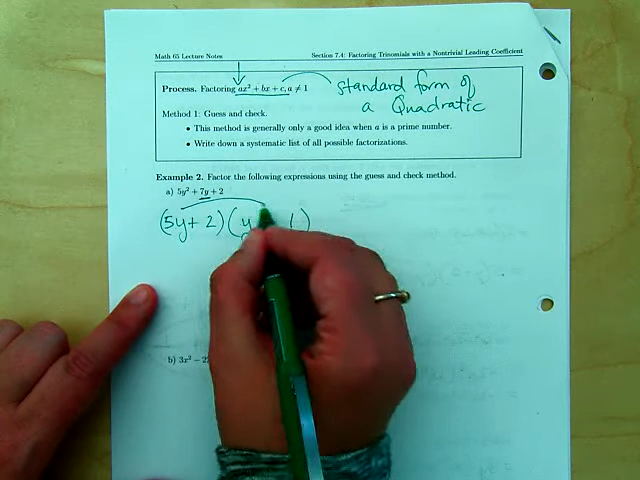 Math 65 Lecture Notes
Section 7.4: Factoring Trinomials with a Nontrivial Leading Coefficient
Process. Factoring ax² + bx + c, a ≠ 1
standard form of
a Quadratic
Method 1: Guess and check.
• This method is generally only a good idea when a is a prime number.
• Write down a systematic list of all possible factorizations.
Example 2. Factor the following expressions using the guess and check method.
a) 5y² + 7y + 2
(5y + 2)(y 1)
b) 3x² − 2